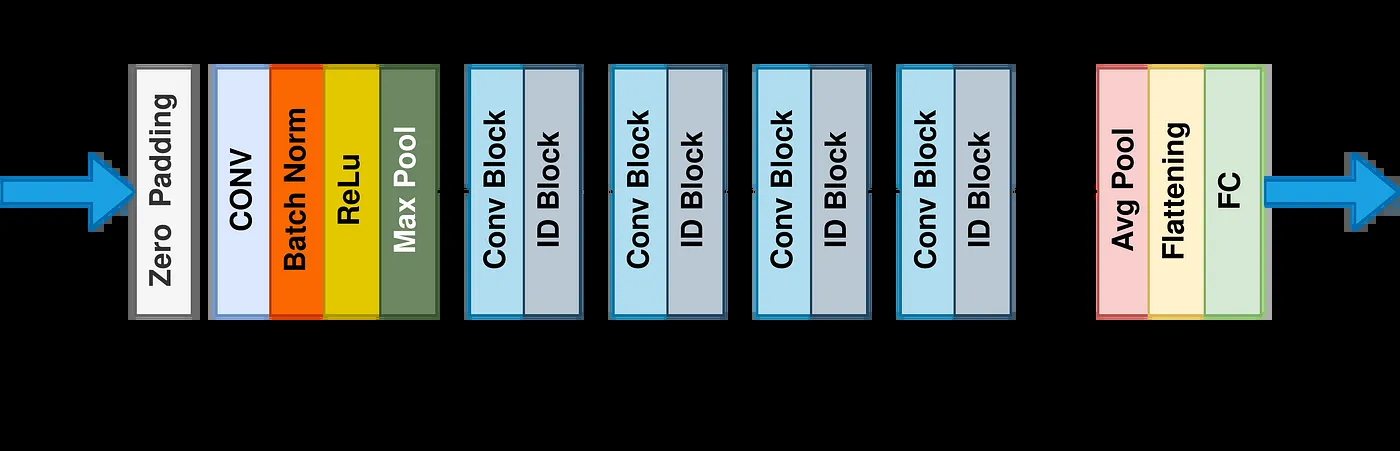 Zero Padding
CONV
Batch Norm
ReLu
Max Pool
Conv Block
ID Block
Conv Block
ID Block
Conv Block
ID Block
Conv Block
ID Block
Avg Pool
Flattening
FC